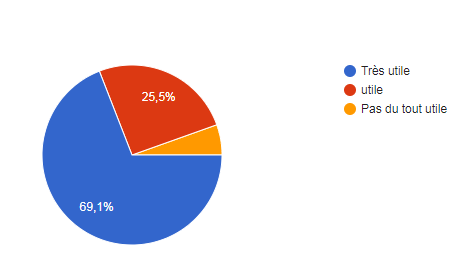 25,5%
69,1%
Très utile
utile
Pas du tout utile